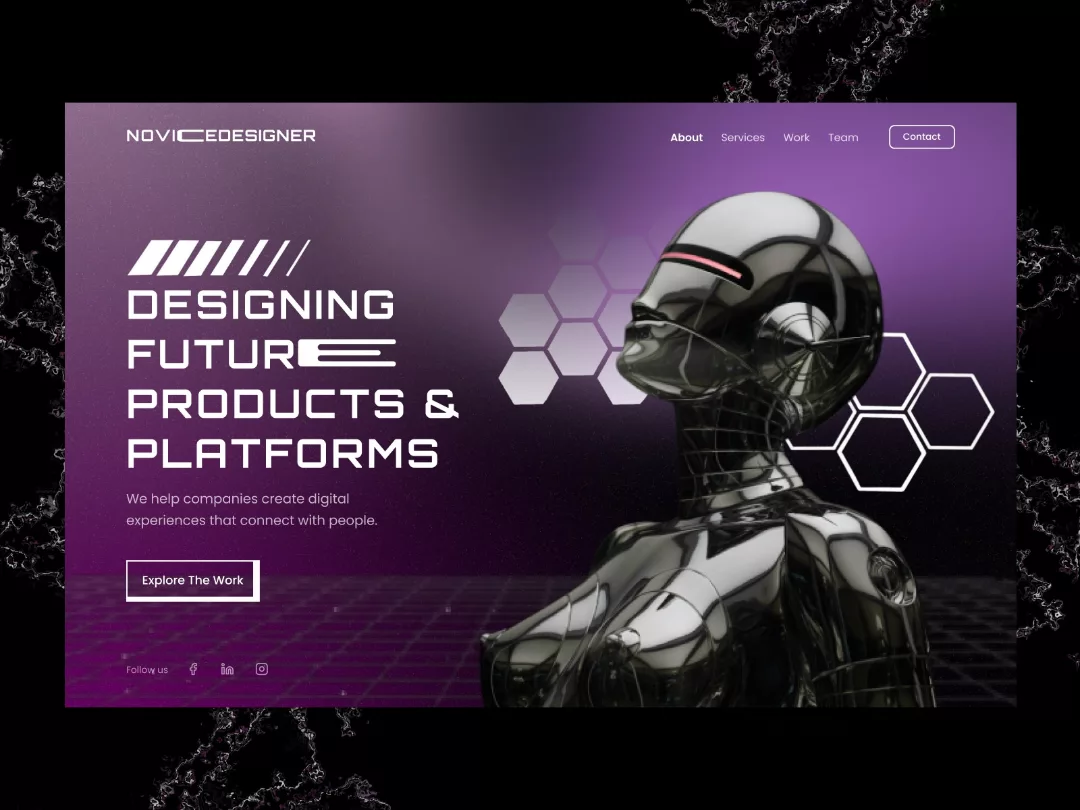 NOVICEDESIGNER
About Services Work Team Contact
DESIGNING
FUTURE
PRODUCTS &
PLATFORMS
We help companies create digital
experiences that connect with people.
Explore The Work
Follow us